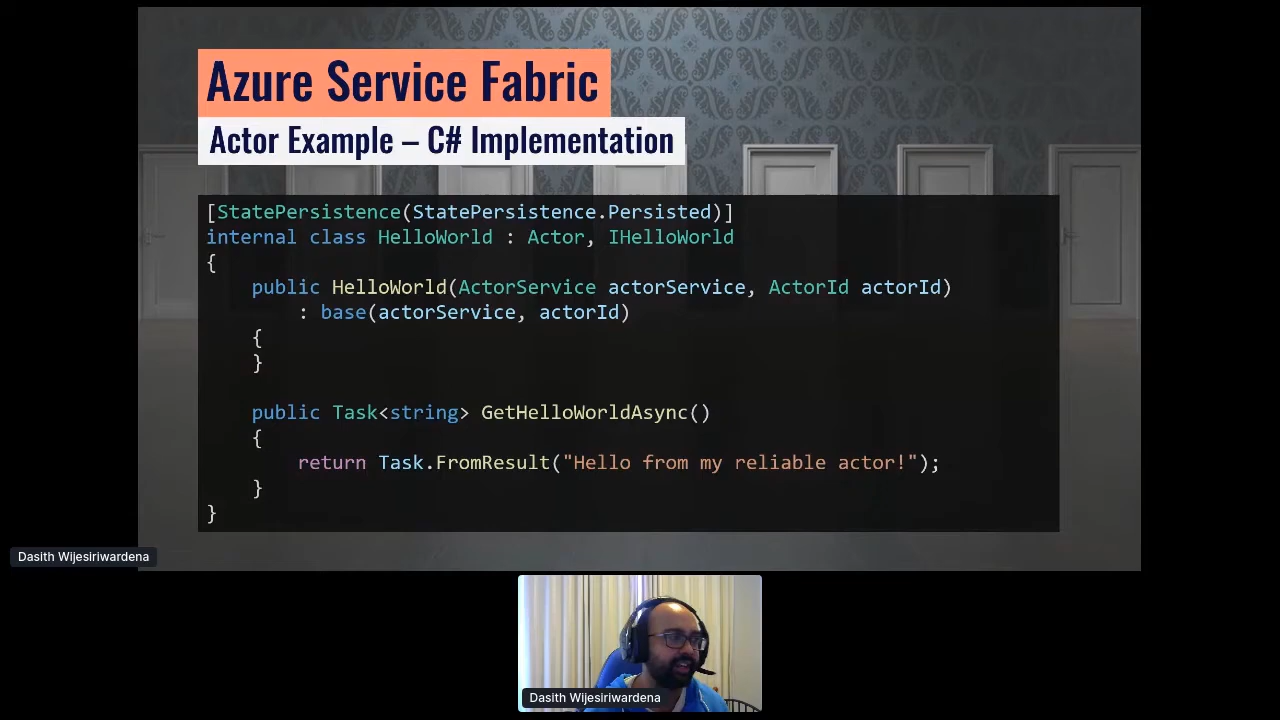 Azure Service Fabric
Actor Example – C# Implementation
[StatePersistence(StatePersistence.Persisted)]
internal class HelloWorld : Actor, IHelloWorld
{
    public HelloWorld(ActorService actorService, ActorId actorId)
        : base(actorService, actorId)
    {
    }

    public Task<string> GetHelloWorldAsync()
    {
        return Task.FromResult("Hello from my reliable actor!");
    }
}
Dasith Wijesiriwardena
Dasith Wijesiriwardena